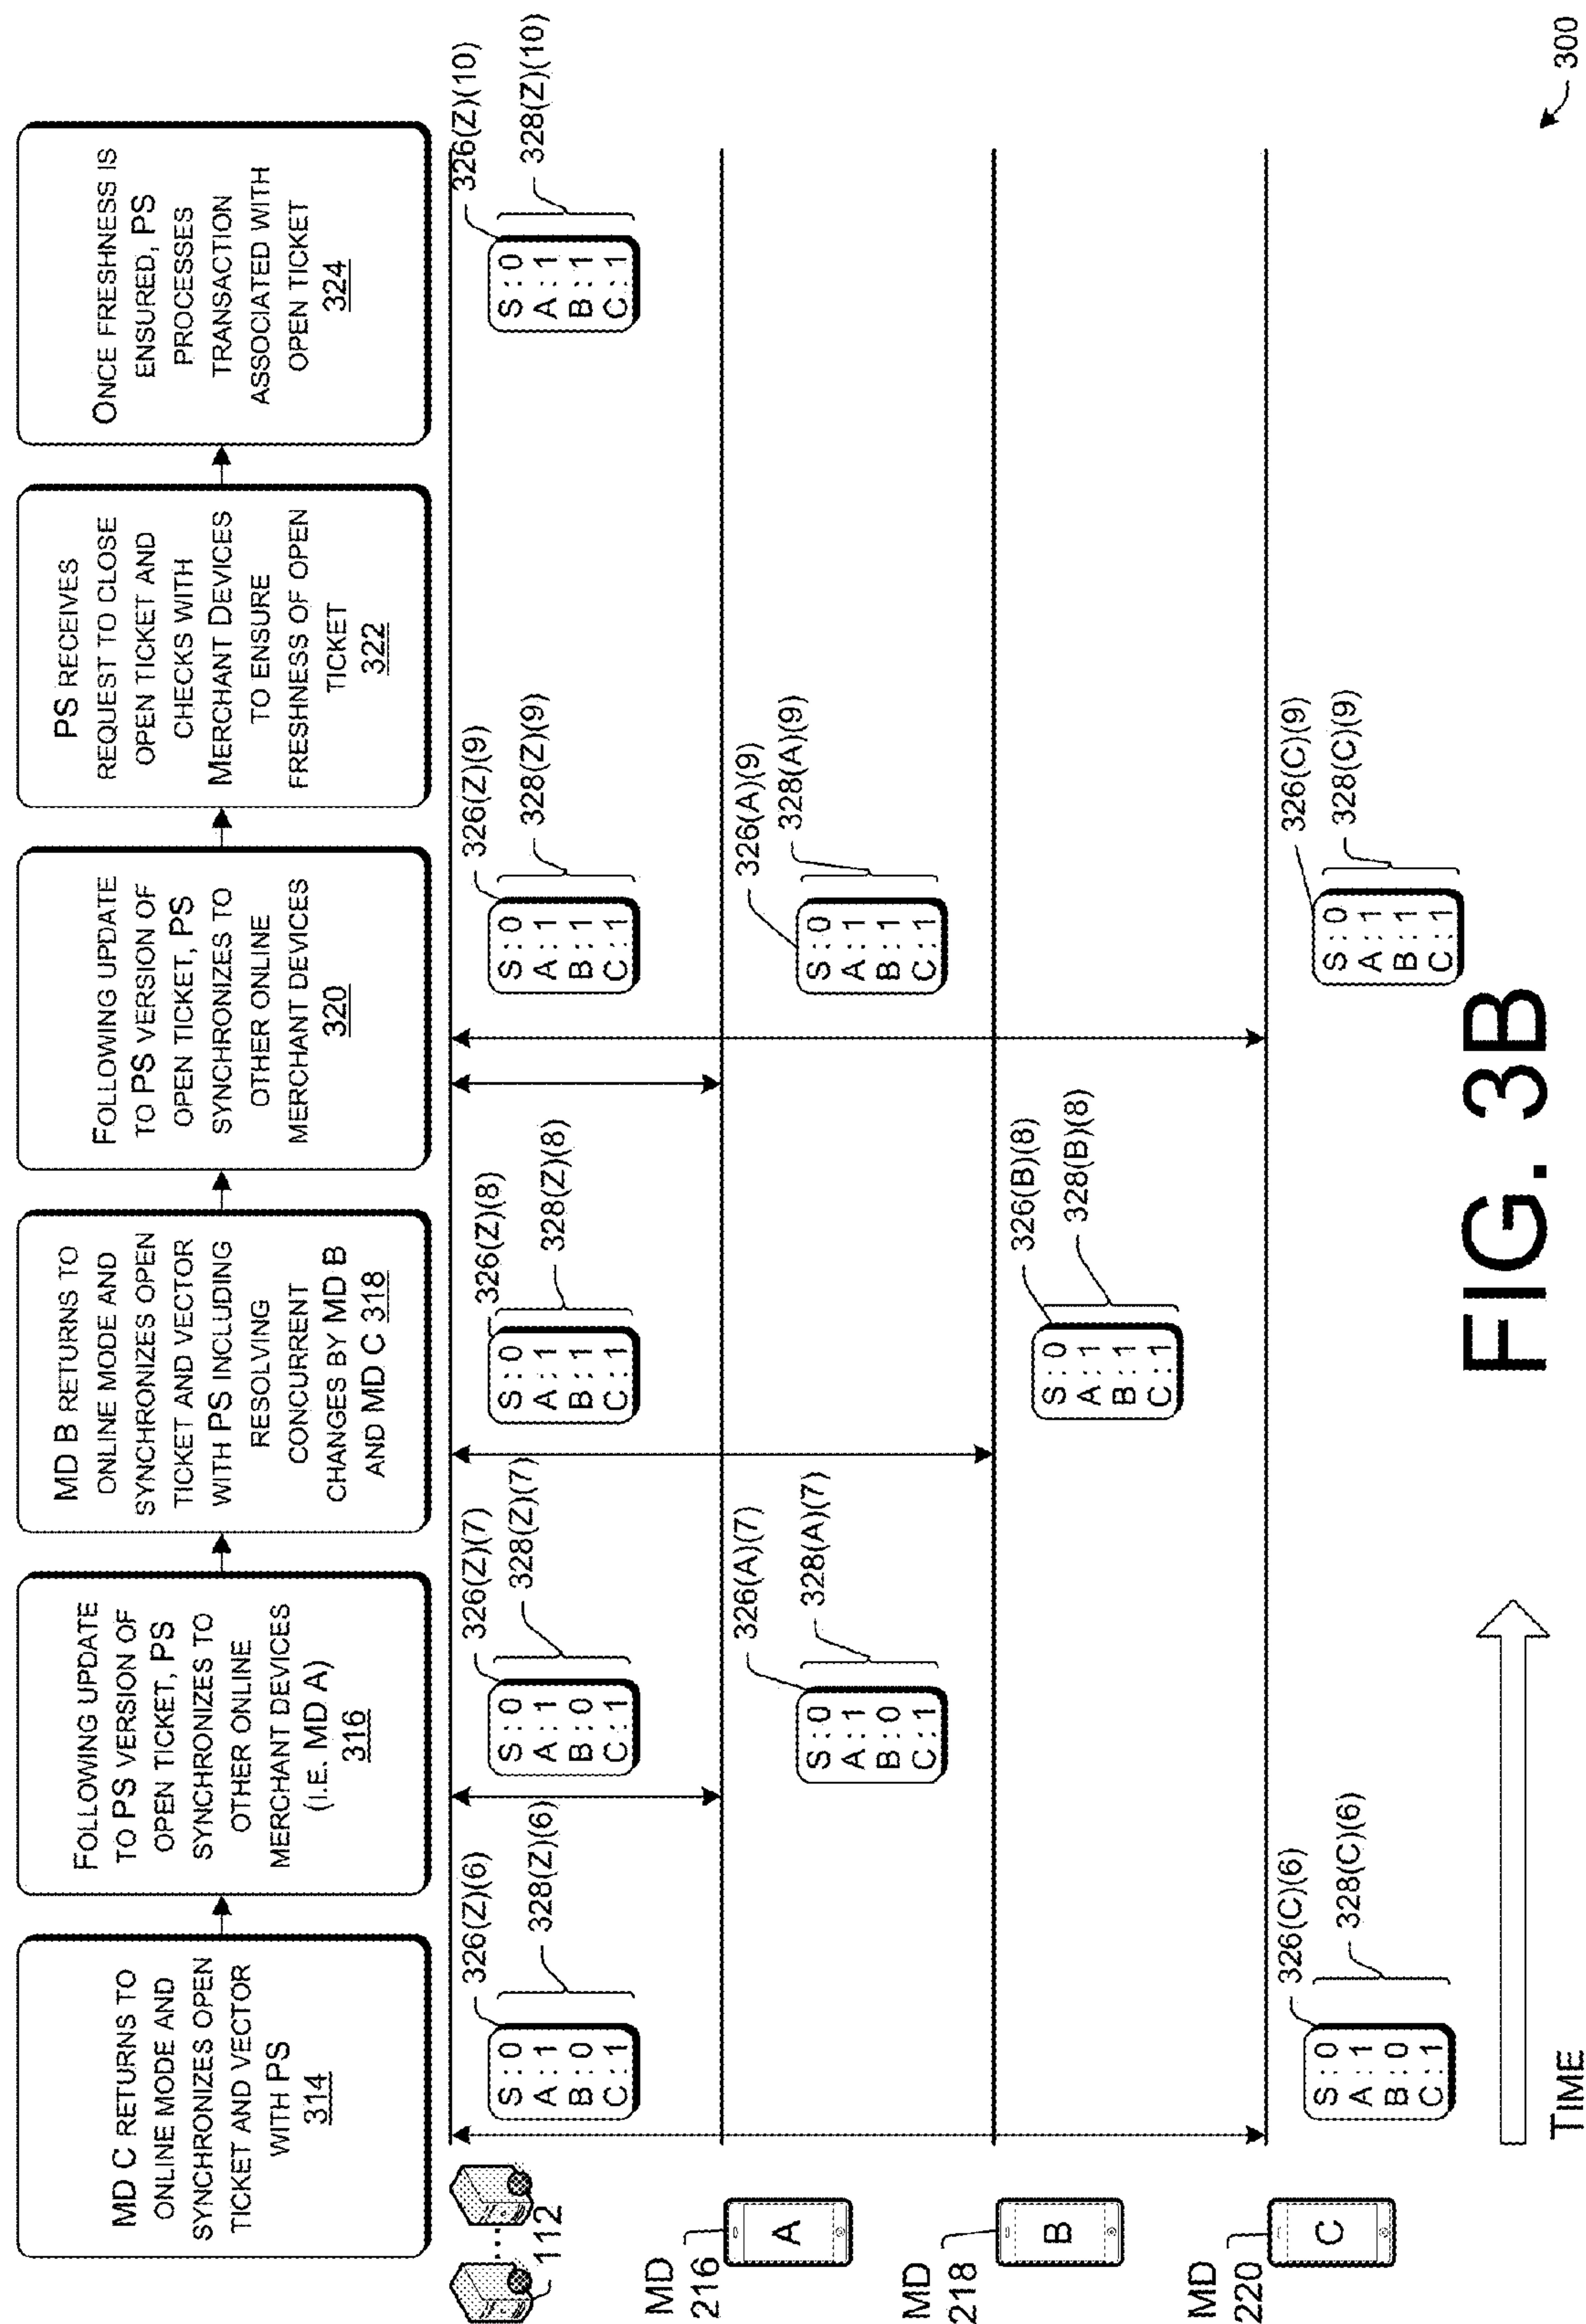 MD C RETURNS TO
ONLINE MODE AND
SYNCHRONIZES OPEN
TICKET AND VECTOR
WITH PS
314
FOLLOWING UPDATE
TO PS VERSION OF
OPEN TICKET, PS
SYNCHRONIZES TO
OTHER ONLINE
MERCHANT DEVICES
(I.E. MD A)
316
MD B RETURNS TO
ONLINE MODE AND
SYNCHRONIZES OPEN
TICKET AND VECTOR
WITH PS INCLUDING
RESOLVING
CONCURRENT
CHANGES BY MD B
AND MD C 318
FOLLOWING UPDATE
TO PS VERSION OF
OPEN TICKET, PS
SYNCHRONIZES TO
OTHER ONLINE
MERCHANT DEVICES
320
PS RECEIVES
REQUEST TO CLOSE
OPEN TICKET AND
CHECKS WITH
MERCHANT DEVICES
TO ENSURE
FRESHNESS OF OPEN
TICKET
322
ONCE FRESHNESS IS
ENSURED, PS
PROCESSES
TRANSACTION
ASSOCIATED WITH
OPEN TICKET
324
112
326(Z)(6)
S : 0
A : 1
B : 0
C : 1
328(Z)(6)
326(Z)(7)
S : 0
A : 1
B : 0
C : 1
328(Z)(7)
326(Z)(8)
S : 0
A : 1
B : 1
C : 1
328(Z)(8)
326(Z)(9)
S : 0
A : 1
B : 1
C : 1
328(Z)(9)
326(Z)(10)
S : 0
A : 1
B : 1
C : 1
328(Z)(10)
MD
216
A
326(A)(7)
S : 0
A : 1
B : 0
C : 1
328(A)(7)
326(A)(9)
S : 0
A : 1
B : 1
C : 1
328(A)(9)
MD
218
B
326(B)(8)
S : 0
A : 1
B : 1
C : 1
328(B)(8)
MD
220
C
326(C)(6)
S : 0
A : 1
B : 0
C : 1
328(C)(6)
326(C)(9)
S : 0
A : 1
B : 1
C : 1
328(C)(9)
TIME
FIG. 3B
300